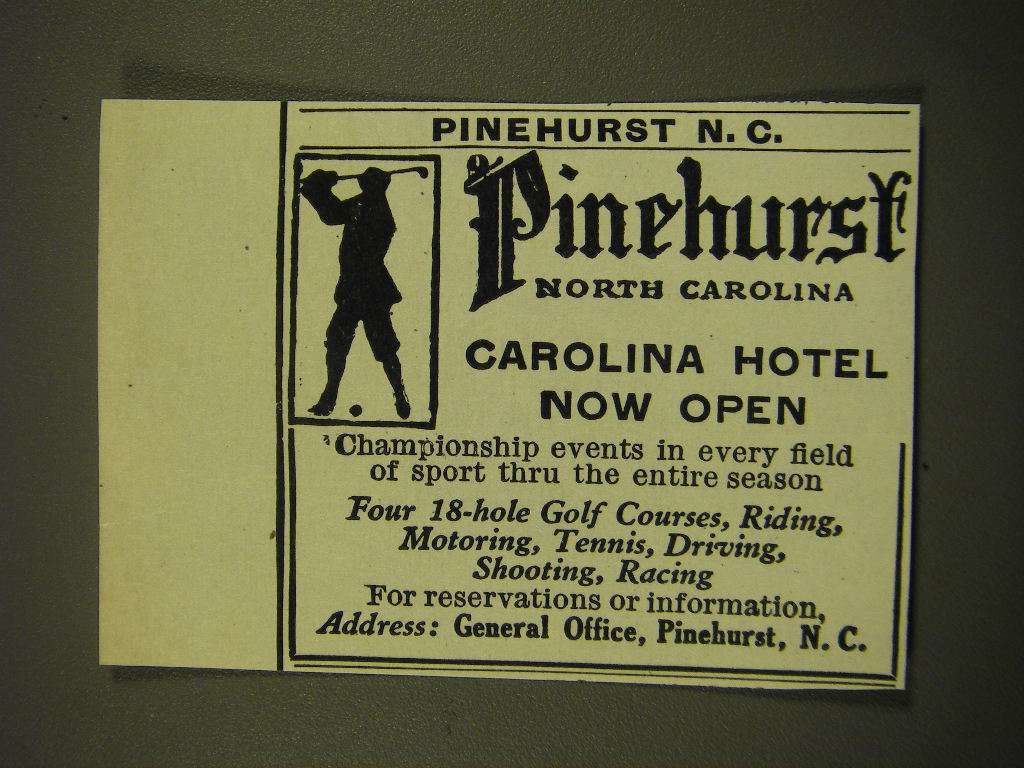 PINEHURST N. C.
Pinehurst
NORTH CAROLINA
CAROLINA HOTEL
NOW OPEN
Championship events in every field
of sport thru the entire season
Four 18-hole Golf Courses, Riding,
Motoring, Tennis, Driving,
Shooting, Racing
For reservations or information,
Address: General Office, Pinehurst, N. C.